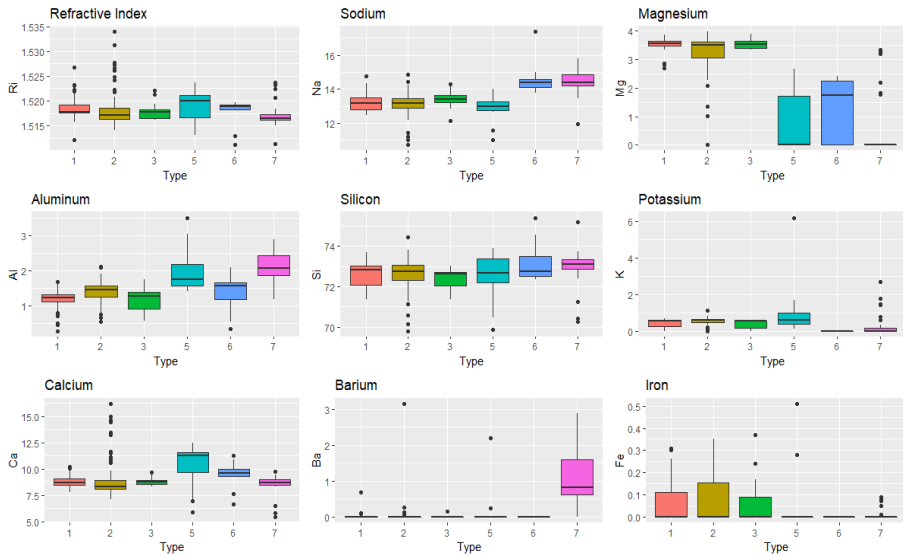 Refractive Index
Ri
1.535
1.530
1.525
1.520
1.515
1 2 3 5 6 7
Type
Sodium
Na
16
14
12
1 2 3 5 6 7
Type
Magnesium
Mg
4
3
2
1
0
1 2 3 5 6 7
Type
Aluminum
Al
3
2
1
1 2 3 5 6 7
Type
Silicon
Si
74
72
70
1 2 3 5 6 7
Type
Potassium
K
6
4
2
0
1 2 3 5 6 7
Type
Calcium
Ca
15.0
12.5
10.0
7.5
5.0
1 2 3 5 6 7
Type
Barium
Ba
3
2
1
0
1 2 3 5 6 7
Type
Iron
Fe
0.5
0.4
0.3
0.2
0.1
0.0
1 2 3 5 6 7
Type